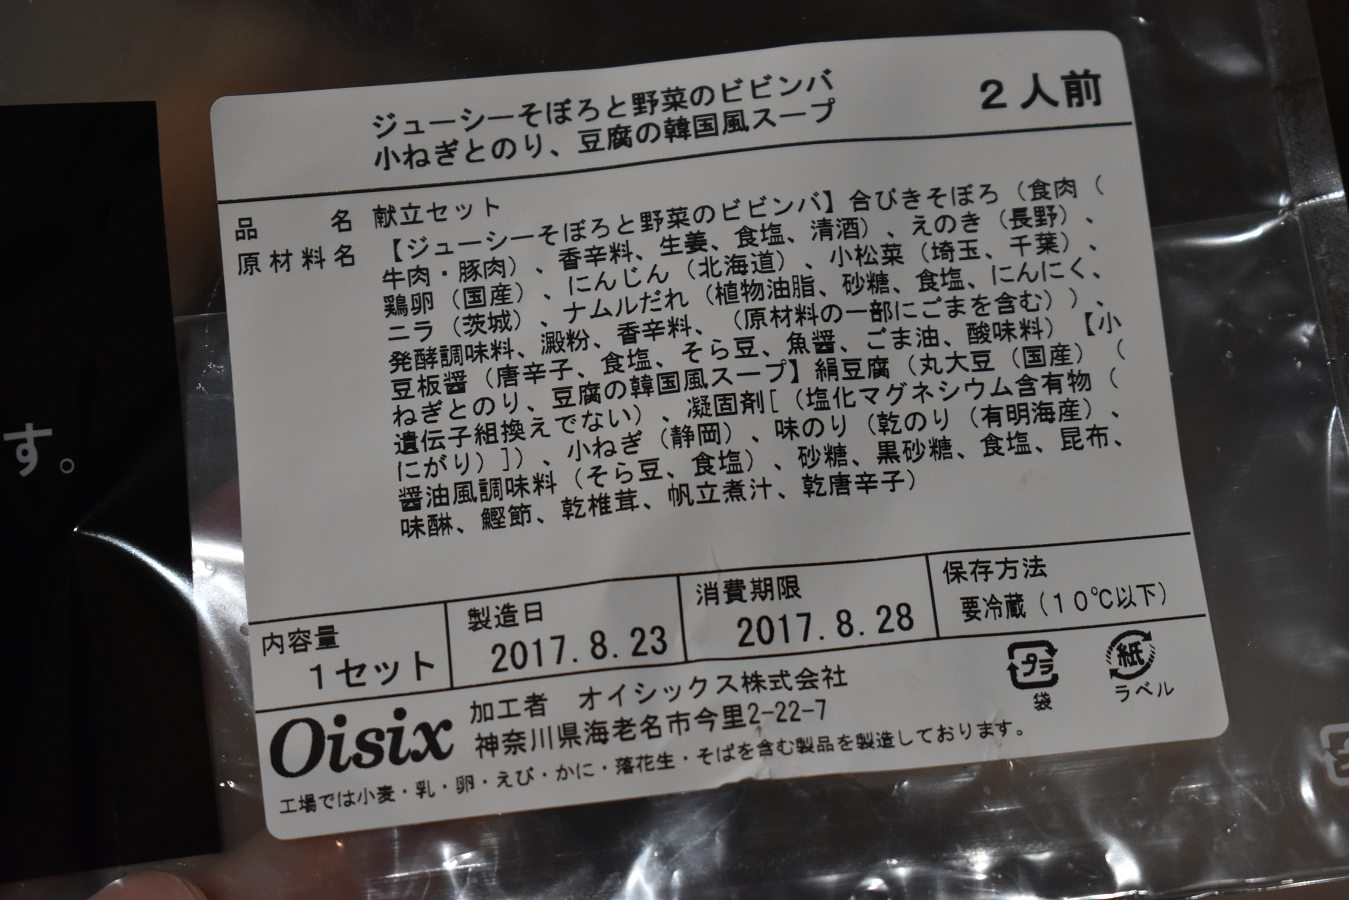 ジューシーそぼろと野菜のビビンバ
小ねぎとのり、豆腐の韓国風スープ
2人前
品名 献立セット
原材料名 【ジューシーそぼろと野菜のビビンバ】合びきそぼろ（食肉（
牛肉・豚肉）、香辛料、生姜、食塩、清酒）、えのき（長野）、
鶏卵（国産）、にんじん（北海道）、小松菜（埼玉、千葉）、
ニラ（茨城）、ナムルだれ（植物油脂、砂糖、食塩、にんにく、
発酵調味料、澱粉、香辛料、（原材料の一部にごまを含む））、
豆板醤（唐辛子、食塩、そら豆、魚醤、ごま油、酸味料）【小
ねぎとのり、豆腐の韓国風スープ】絹豆腐（丸大豆（国産）（
遺伝子組換えでない）、凝固剤[（塩化マグネシウム含有物（
にがり）]）、小ねぎ（静岡）、味のり（乾のり（有明海産）、
醤油風調味料（そら豆、食塩）、砂糖、黒砂糖、食塩、昆布、
味醂、鰹節、乾椎茸、帆立煮汁、乾唐辛子）
内容量
1セット
製造日
2017.8.23
消費期限
2017.8.28
保存方法
要冷蔵（10℃以下）
Oisix
加工者 オイシックス株式会社
神奈川県海老名市今里2-22-7
工場では小麦・乳・卵・えび・かに・落花生・そばを含む製品を製造しております。
プラ
袋
紙
ラベル
す。